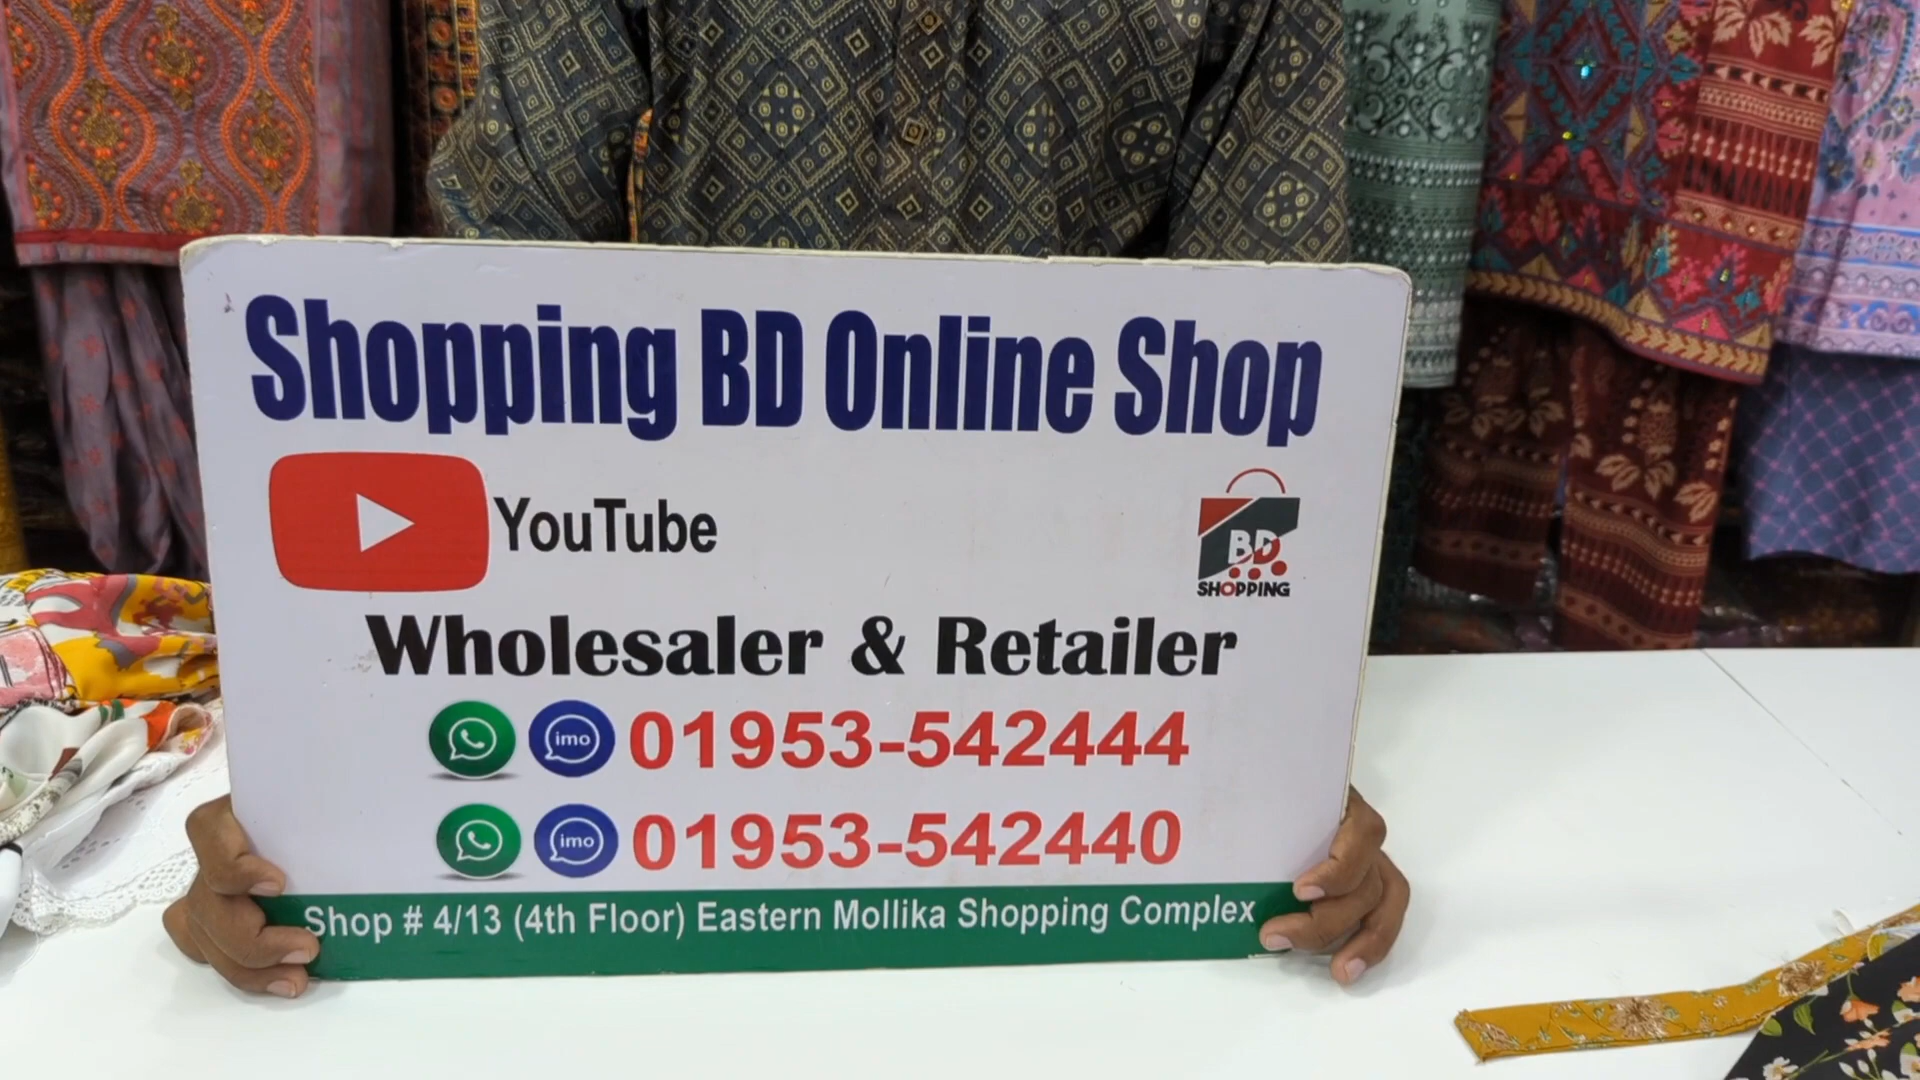 Shopping BD Online Shop
YouTube
BD
SHOPPING
Wholesaler & Retailer
imo 01953-542444
imo 01953-542440
Shop # 4/13 (4th Floor) Eastern Mollika Shopping Complex